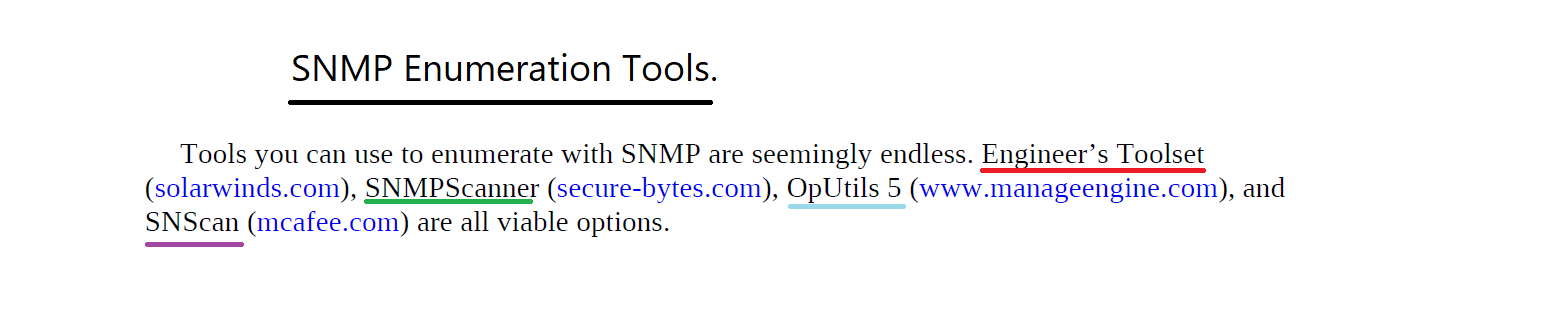 SNMP Enumeration Tools.
Tools you can use to enumerate with SNMP are seemingly endless. Engineer’s Toolset
(solarwinds.com), SNMPScanner (secure-bytes.com), OpUtils 5 (www.manageengine.com), and
SNScan (mcafee.com) are all viable options.